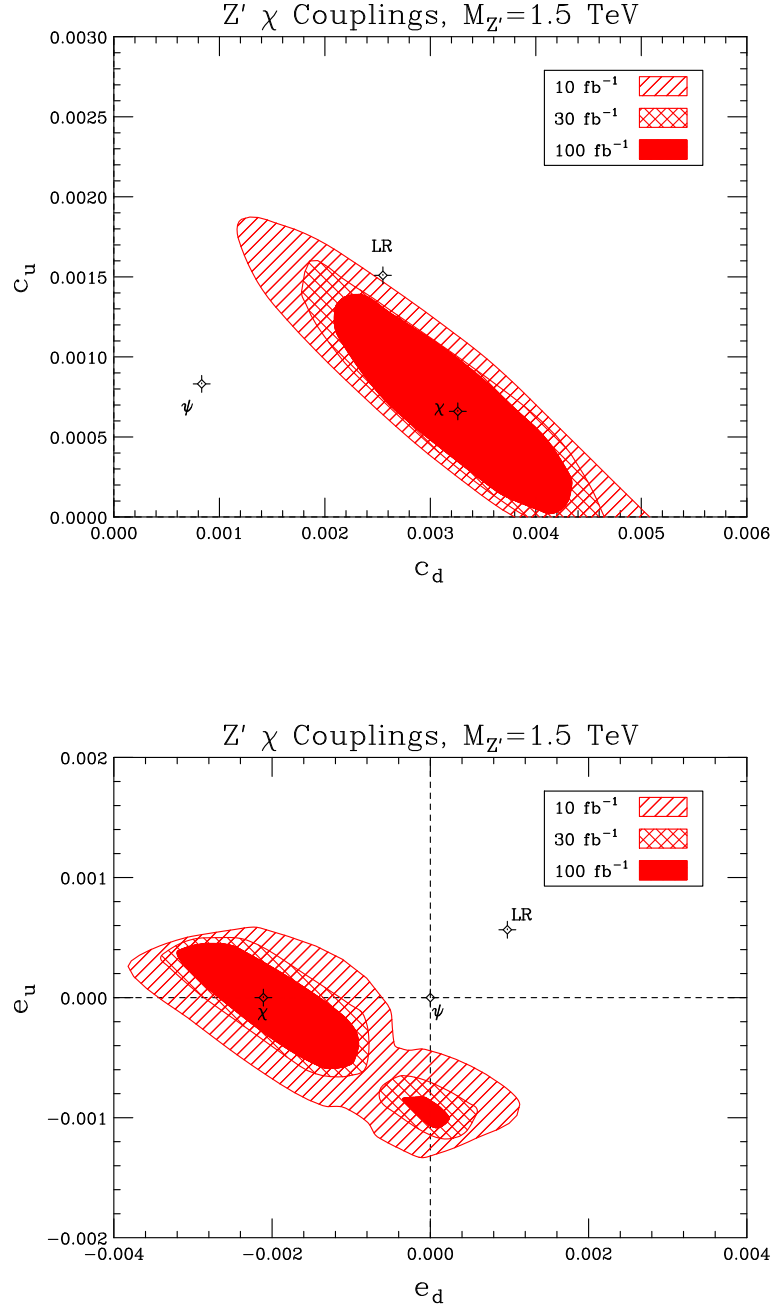 Z′ χ Couplings, M_Z′=1.5 TeV
0.0030
10 fb⁻¹
30 fb⁻¹
100 fb⁻¹
0.0025
0.0020
LR
0.0015
c_u
0.0010
χ
ψ
0.0005
0.0000
0.000 0.001 0.002 0.003 0.004 0.005 0.006
c_d
Z′ χ Couplings, M_Z′=1.5 TeV
0.002
10 fb⁻¹
30 fb⁻¹
100 fb⁻¹
0.001
LR
e_u
0.000
χ
ψ
−0.001
−0.002
−0.004 −0.002 0.000 0.002 0.004
e_d